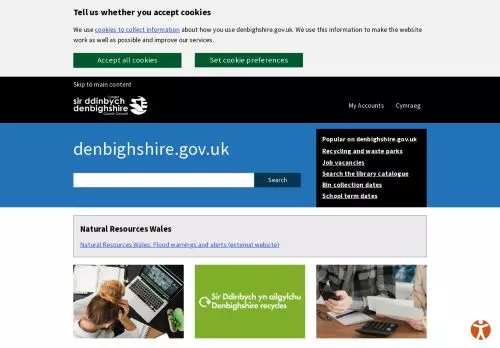 Tell us whether you accept cookies
We use cookies to collect information about how you use denbighshire.gov.uk. We use this information to make the website
work as well as possible and improve our services.
Accept all cookies
Set cookie preferences
Skip to main content
sir ddinbych
denbighshire
County Council
My Accounts
Cymraeg
denbighshire.gov.uk
Search
Popular on denbighshire.gov.uk
Recycling and waste parks
Job vacancies
Search the library catalogue
Bin collection dates
School term dates
Natural Resources Wales
Natural Resources Wales: Flood warnings and alerts (external website)
Sir Ddinbych yn ailgylchu
Denbighshire recycles